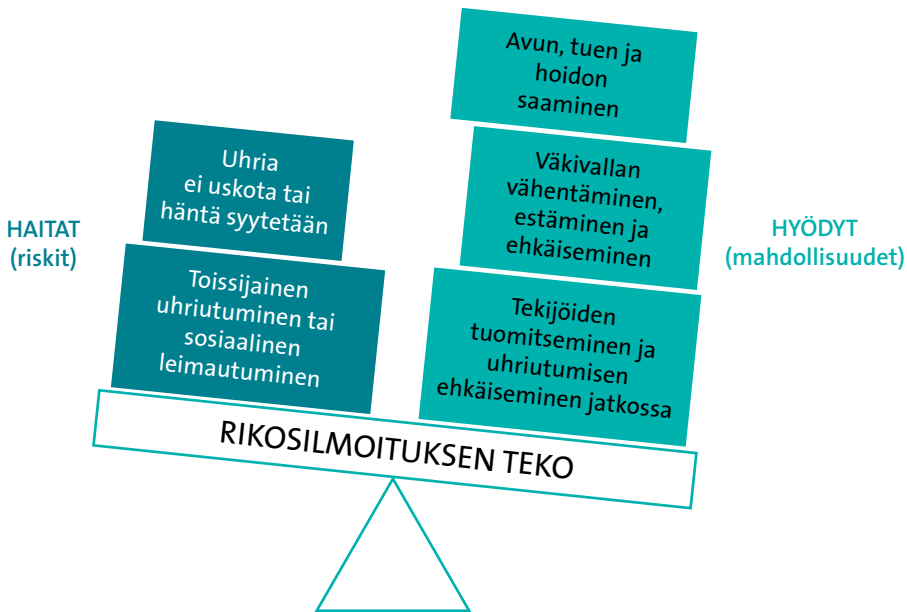 HAITAT
(riskit)
Uhria
ei uskota tai
häntä syytetään
Toissijainen
uhriutuminen tai
sosiaalinen
leimautuminen
Avun, tuen ja
hoidon
saaminen
Väkivallan
vähentäminen,
estäminen ja
ehkäiseminen
Tekijöiden
tuomitseminen ja
uhriutumisen
ehkäiseminen jatkossa
HYÖDYT
(mahdollisuudet)
RIKOSILMOITUKSEN TEKO